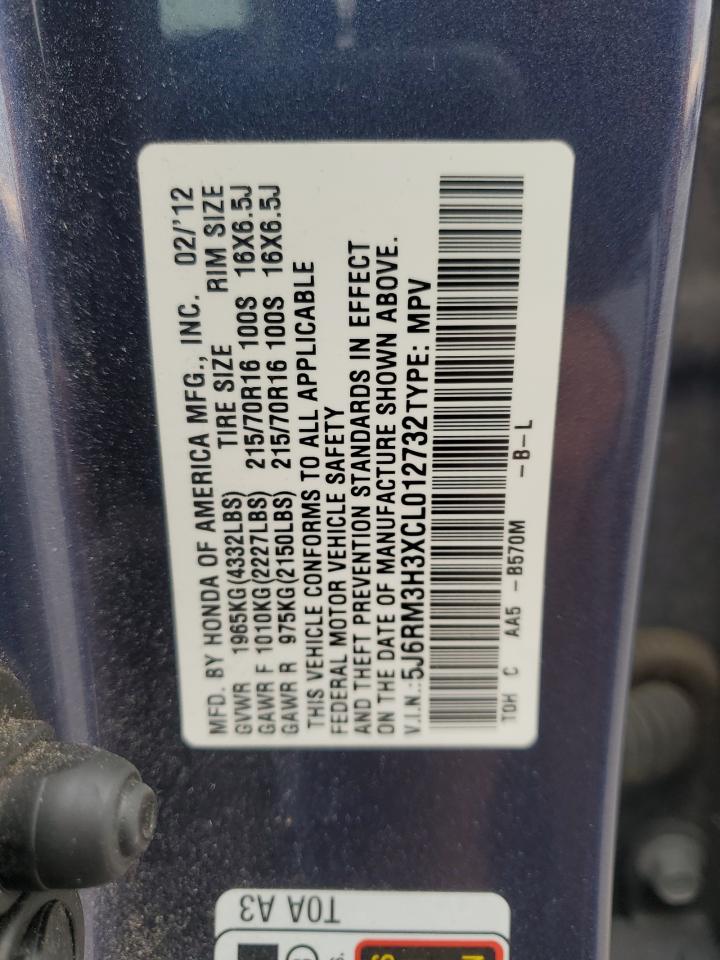 MFD. BY HONDA OF AMERICA MFG., INC. 02/'12
TIRE SIZE RIM SIZE
GVWR 1965KG(4332LBS)
GAWR F 1010KG(2227LBS) 215/70R16 100S 16X6.5J
GAWR R 975KG(2150LBS) 215/70R16 100S 16X6.5J
THIS VEHICLE CONFORMS TO ALL APPLICABLE
FEDERAL MOTOR VEHICLE SAFETY
AND THEFT PREVENTION STANDARDS IN EFFECT
ON THE DATE OF MANUFACTURE SHOWN ABOVE.
V.I.N.:5J6RM3H3XCL012732 TYPE: MPV
TOH C AA5 -B570M -B-L
T0A A3